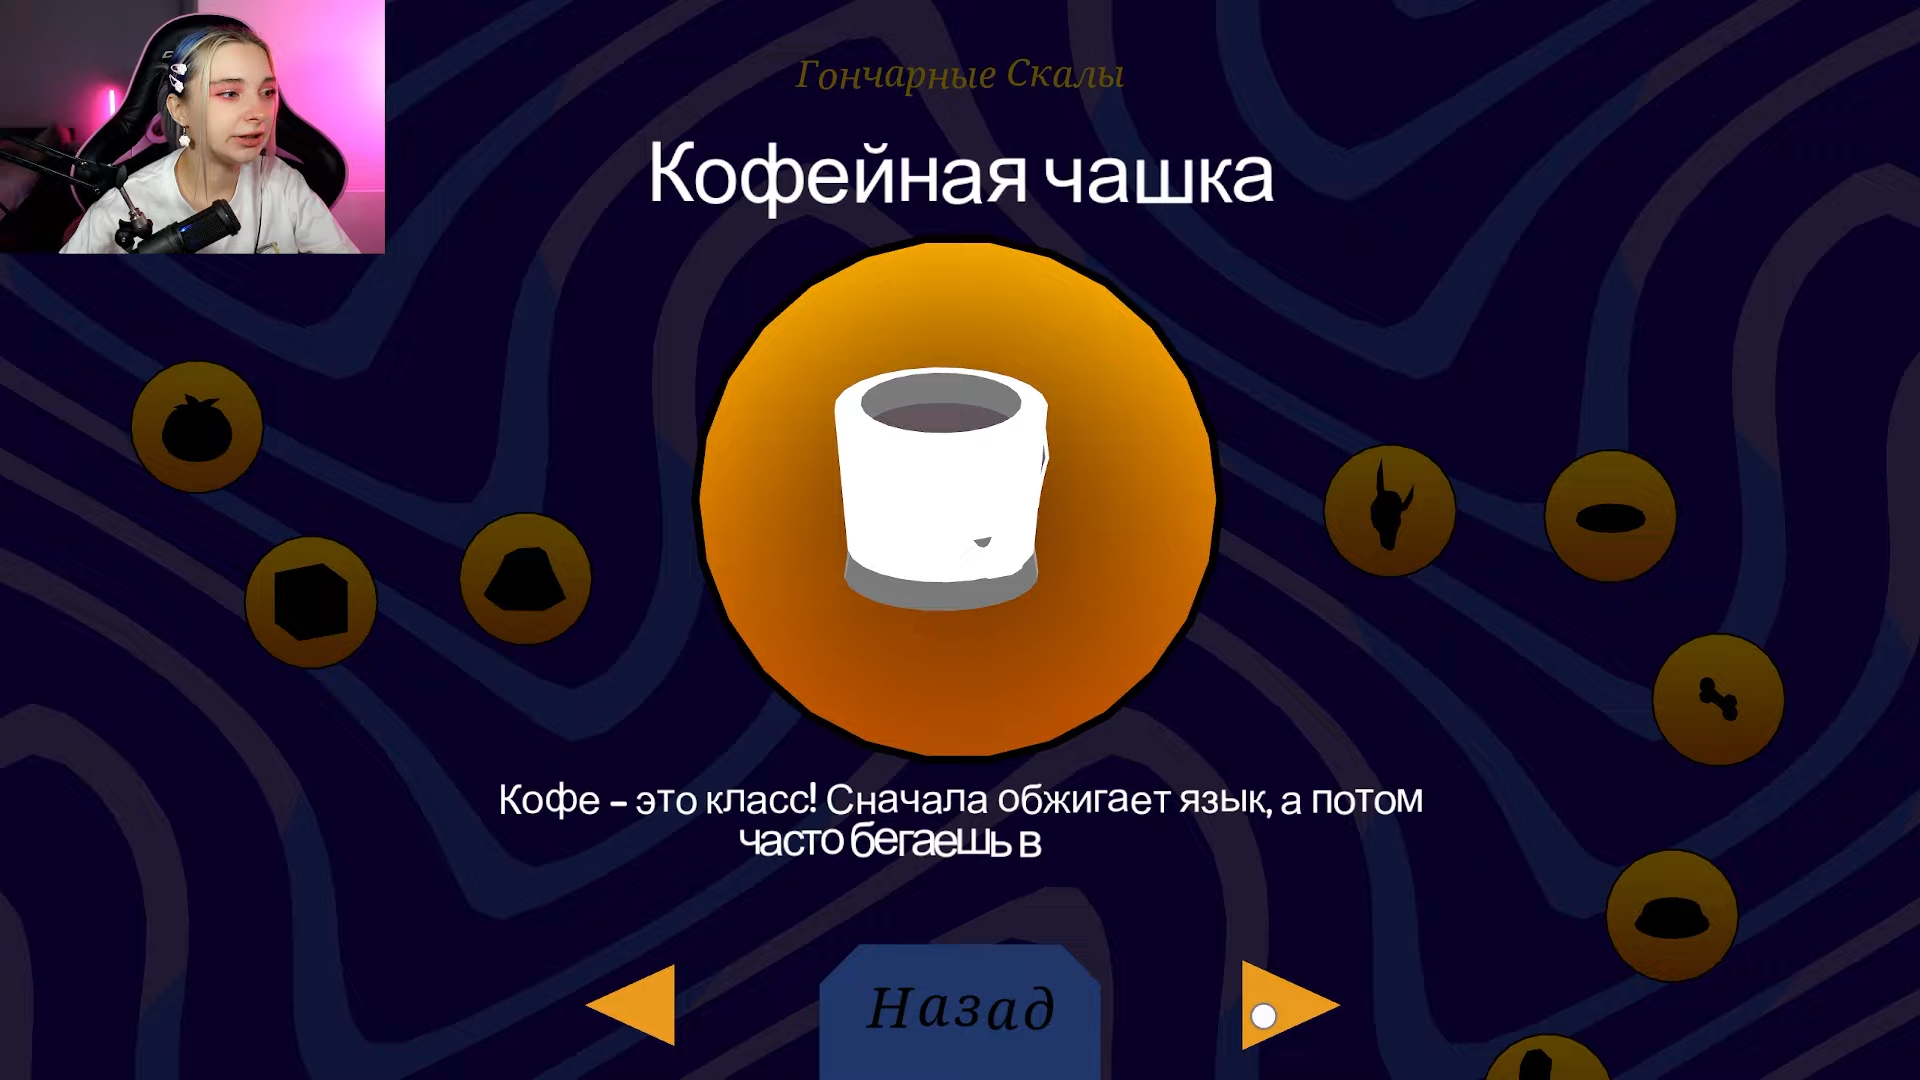 Гончарные Скалы
Кофейная чашка
Кофе – это класс! Сначала обжигает язык, а потом
часто бегаешь в
Назад